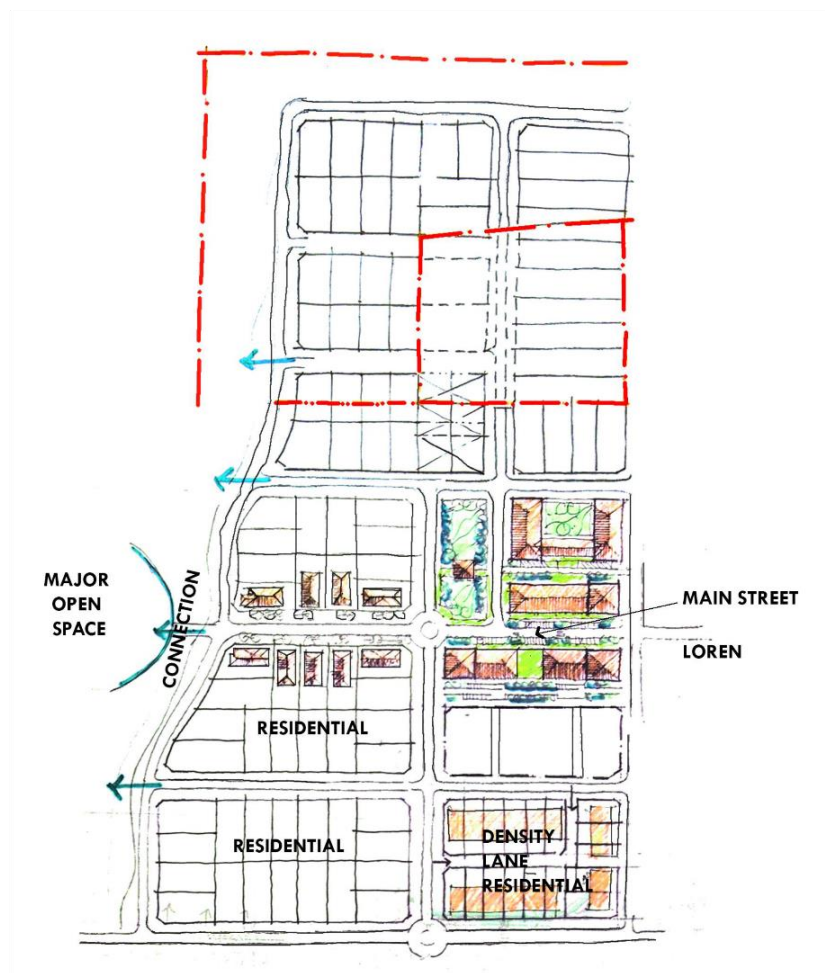 MAJOR
OPEN
SPACE
CONNECTION
MAIN STREET
LOREN
RESIDENTIAL
RESIDENTIAL
DENSITY
LANE
RESIDENTIAL